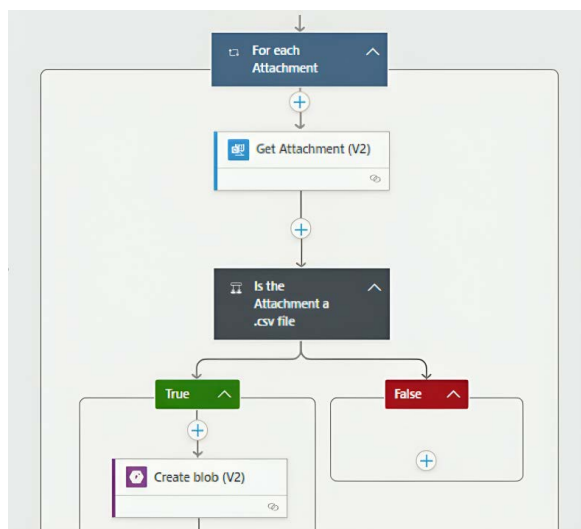 For each
Attachment
Get Attachment (V2)
Is the
Attachment a
.csv file
True
False
Create blob (V2)